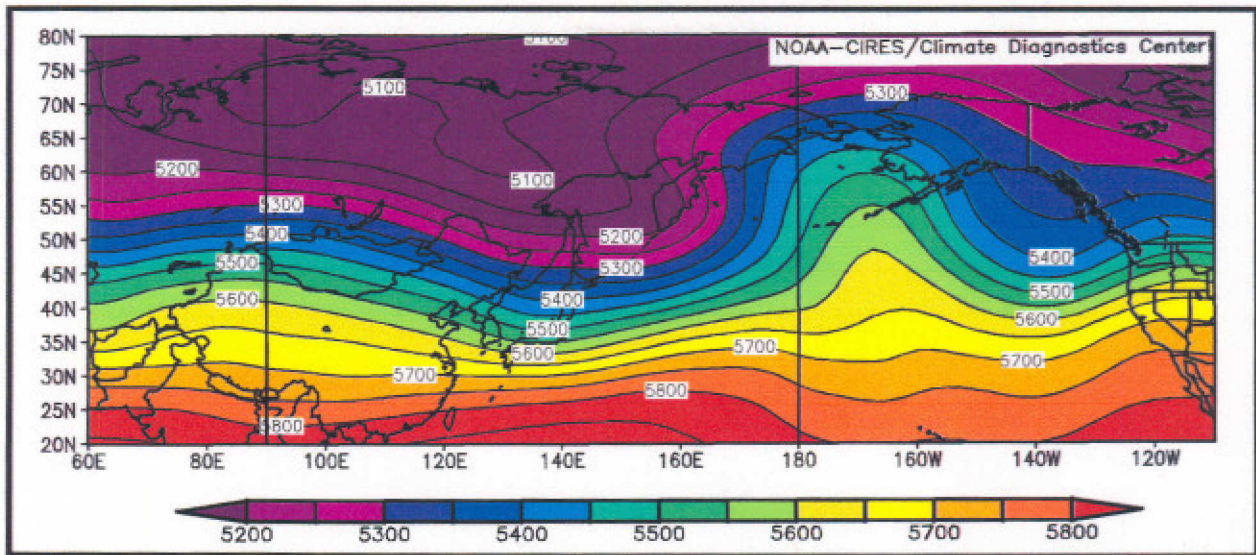 80N 5100 NOAA-CIRES/Climate Diagnostics Center
75N
70N 5100 5300
65N
60N 5200 5100
55N
50N 5300 5200
45N 5400 5300 5400
40N 5500 5400 5500
35N 5600 5500 5600
30N 5700 5600 5700 5700
25N 5800
20N 5800
60E 80E 100E 120E 140E 160E 180 160W 140W 120W
5200 5300 5400 5500 5600 5700 5800